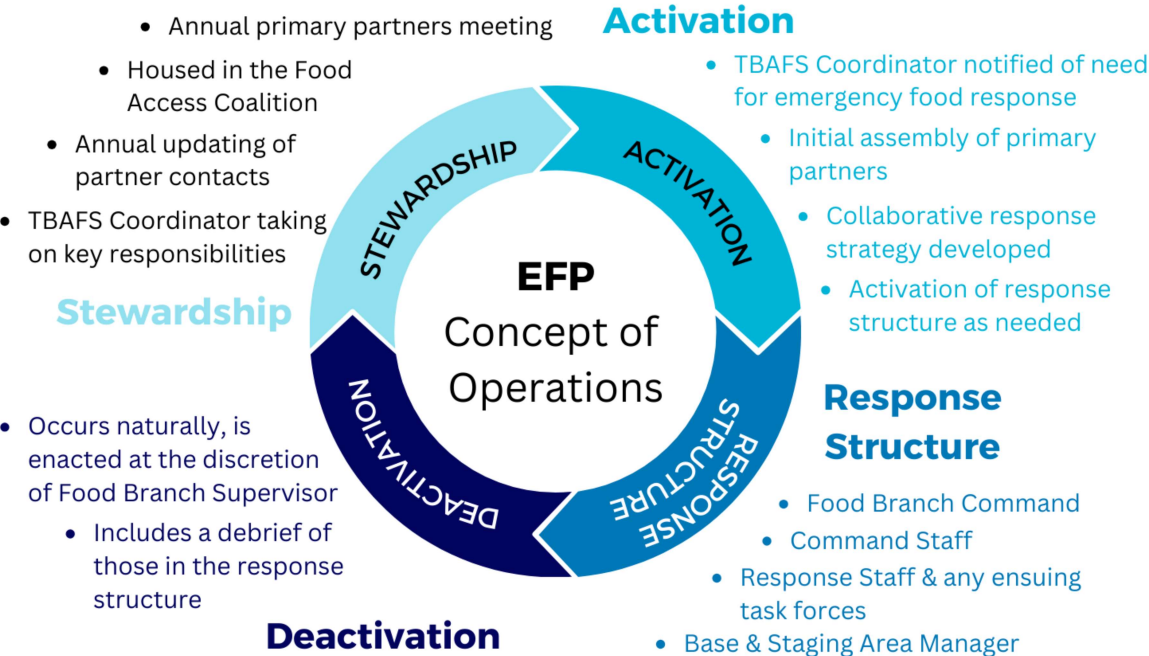 • Annual primary partners meeting
• Housed in the Food
Access Coalition
• Annual updating of
partner contacts
• TBAFS Coordinator taking
on key responsibilities
Stewardship
Activation
• TBAFS Coordinator notified of need
for emergency food response
• Initial assembly of primary
partners
• Collaborative response
strategy developed
• Activation of response
structure as needed
STEWARDSHIP
ACTIVATION
EFP
Concept of
Operations
DEACTIVATION
RESPONSE
STRUCTURE
Response
Structure
• Food Branch Command
• Command Staff
• Response Staff & any ensuing
task forces
• Base & Staging Area Manager
• Occurs naturally, is
enacted at the discretion
of Food Branch Supervisor
• Includes a debrief of
those in the response
structure
Deactivation